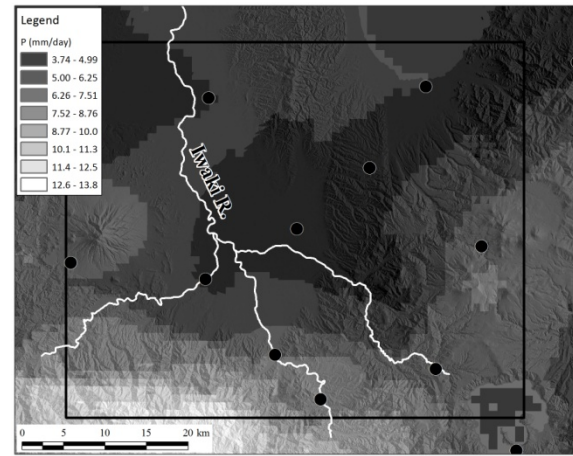 Legend
P (mm/day)
3.74 - 4.99
5.00 - 6.25
6.26 - 7.51
7.52 - 8.76
8.77 - 10.0
10.1 - 11.3
11.4 - 12.5
12.6 - 13.8
Iwaki R.
0 5 10 15 20 km